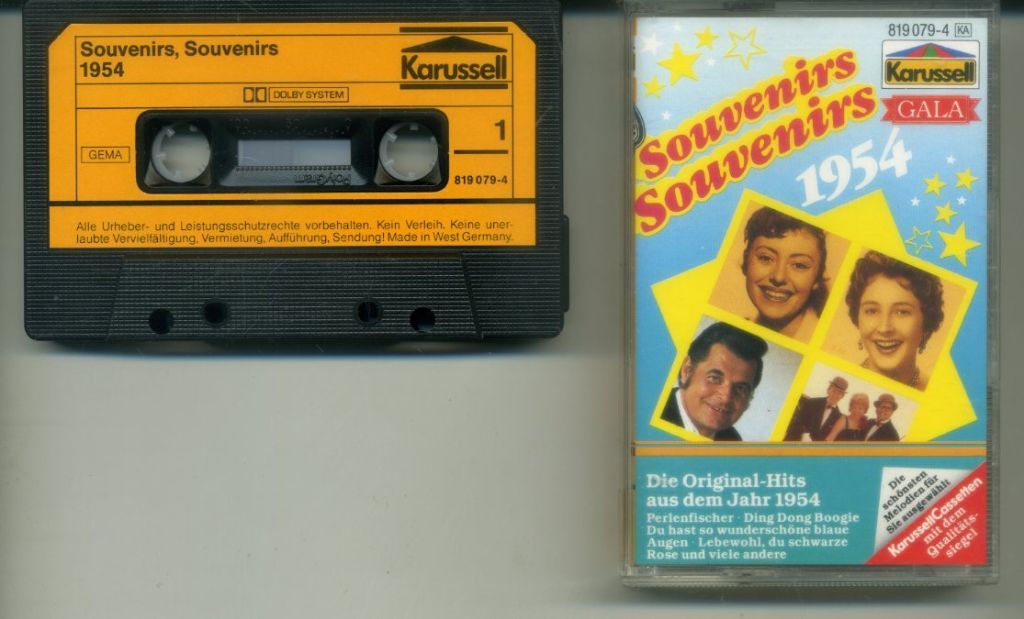 Souvenirs, Souvenirs
1954
Karussell
DOLBY SYSTEM
GEMA
1
819 079-4
PolyGram
Alle Urheber- und Leistungsschutzrechte vorbehalten. Kein Verleih. Keine uner-
laubte Vervielfältigung, Vermietung, Aufführung, Sendung! Made in West Germany.
819 079-4 KA
Karussell
GALA
Souvenirs
Souvenirs
1954
Die Original-Hits
aus dem Jahr 1954
Perlenfischer · Ding Dong Boogie
Du hast so wunderschöne blaue
Augen · Lebewohl, du schwarze
Rose und viele andere
Die
schönsten
Melodien für
Sie ausgewählt
KarussellCassetten
mit dem
Qualitäts-
siegel